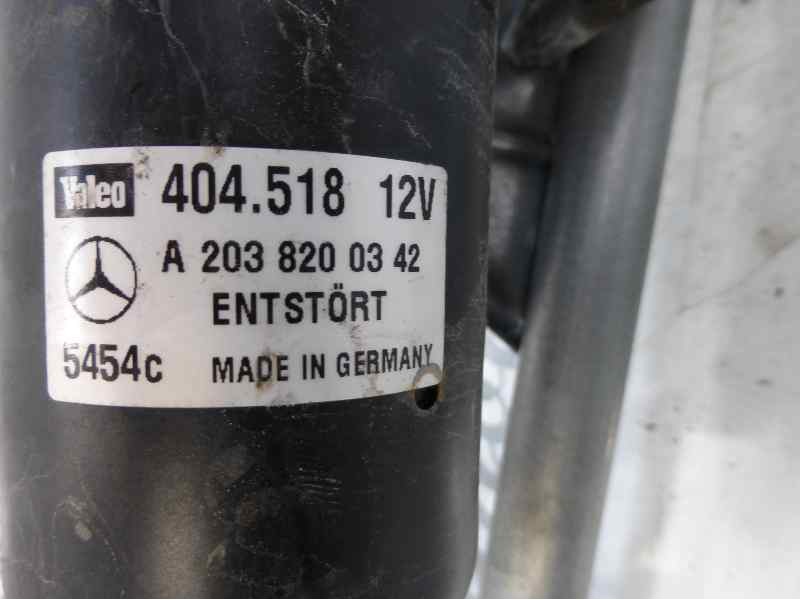 Valeo 404.518 12V
A 203 820 03 42
ENTSTÖRT
5454c MADE IN GERMANY